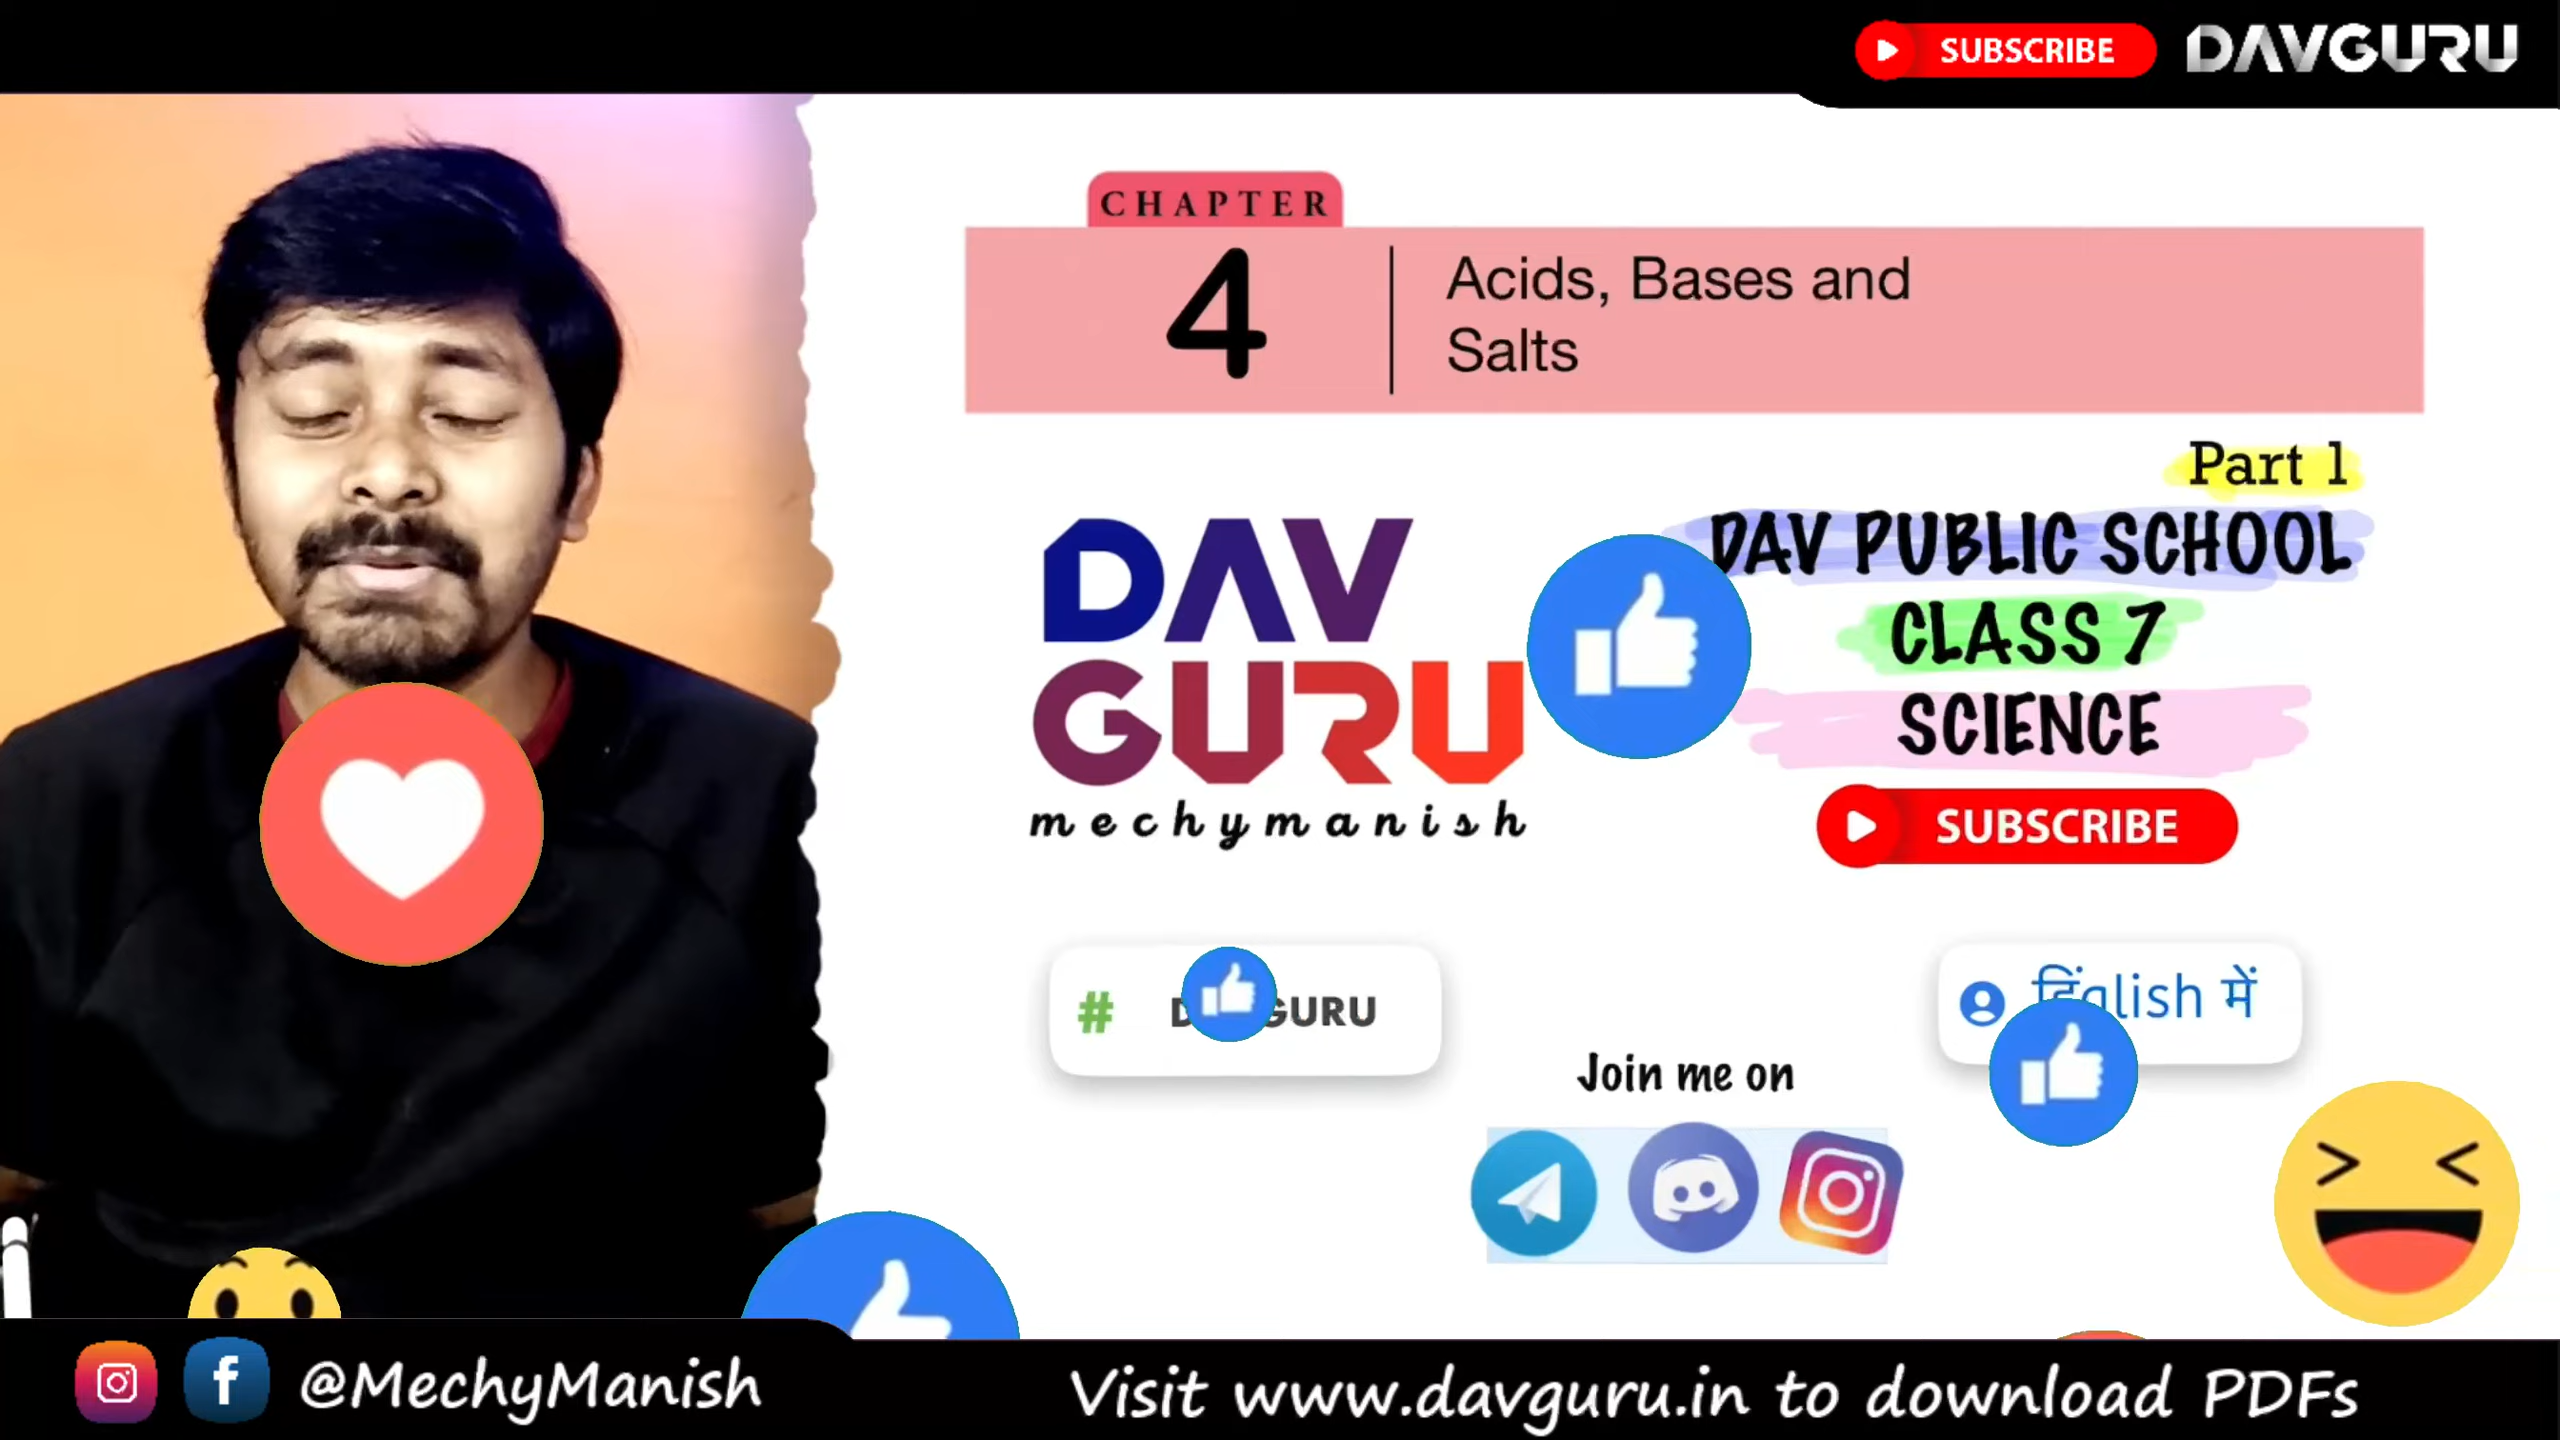 SUBSCRIBE DAVGURU
CHAPTER
4
Acids, Bases and
Salts
Part 1
DAV PUBLIC SCHOOL
CLASS 7
SCIENCE
SUBSCRIBE
DAV
GURU
mechymanish
# GURU
में
Join me on
@MechyManish
Visit www.davguru.in to download PDFs